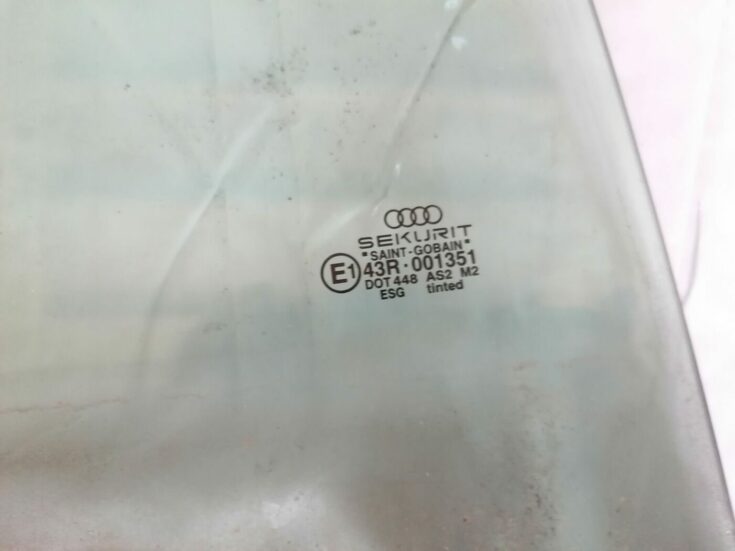 SEKURIT
SAINT-GOBAIN
E1 43R·001351
DOT 448 AS2 M2
ESG tinted